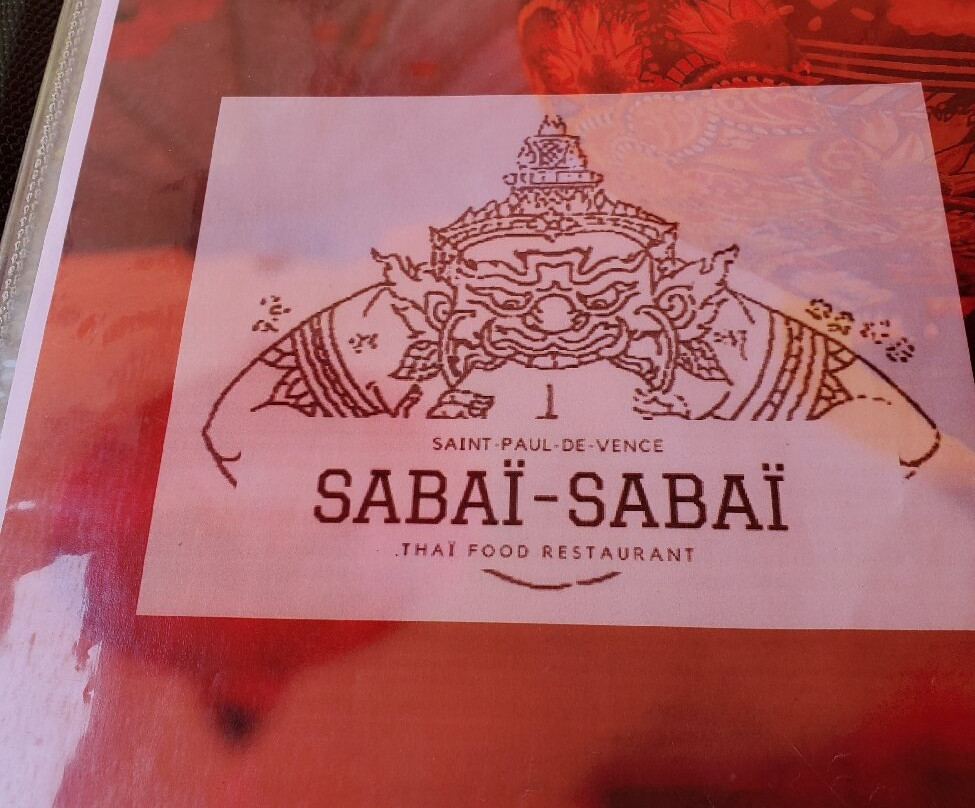 SAINT-PAUL-DE-VENCE
SABAÏ-SABAÏ
.THAÏ FOOD RESTAURANT